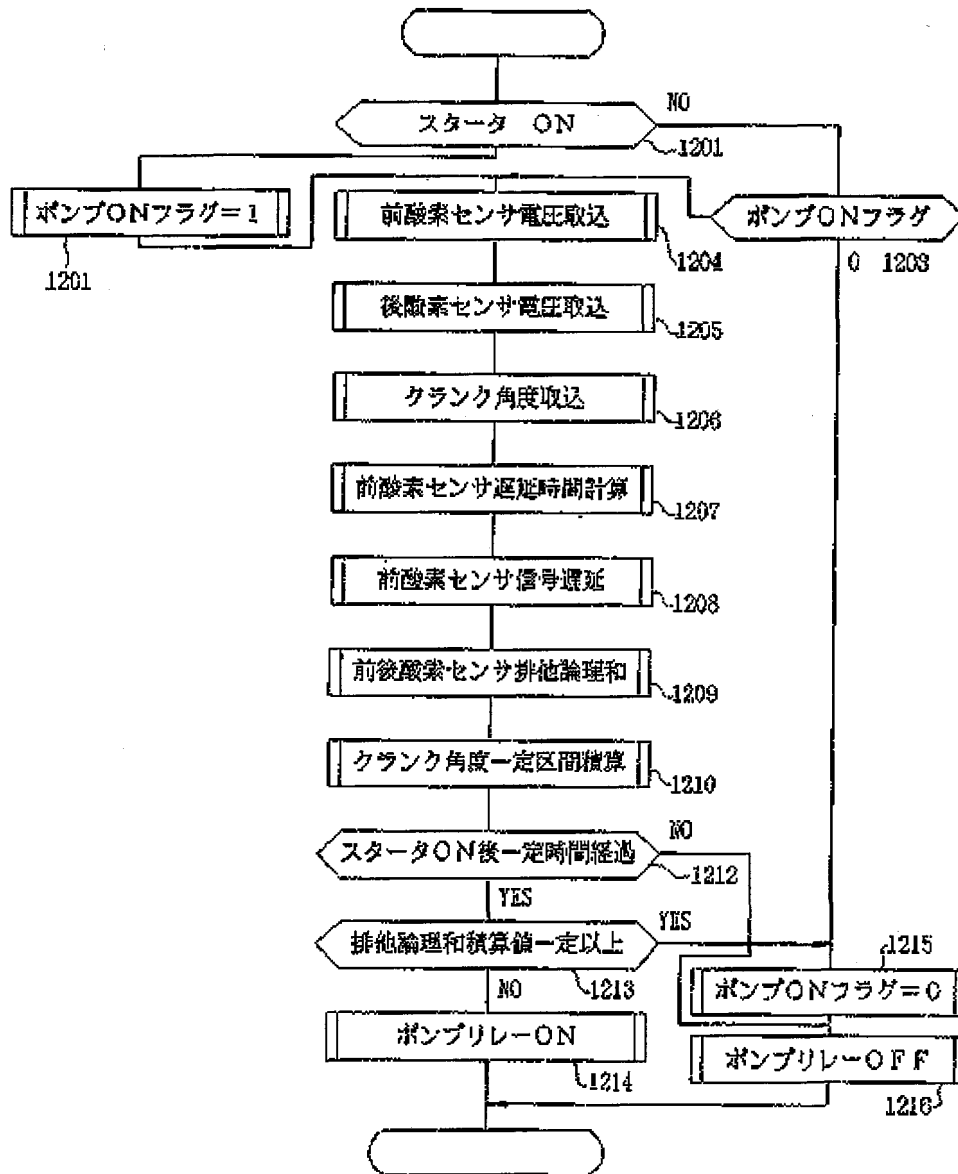 スタータ ON
NO
1201
ポンプONフラグ=1
1201
前酸素センサ電圧取込
1204
ポンプONフラグ
0 1203
後酸素センサ電圧取込
1205
クランク角度取込
1206
前酸素センサ遅延時間計算
1207
前酸素センサ信号遅延
1208
前後酸素センサ排他論理和
1209
クランク角度一定区間積算
1210
スタータON後一定時間経過
NO
1212
YES
排他論理和積算値一定以上
YES
1213
NO
1215
ポンプONフラグ=0
ポンプリレーON
1214
ポンプリレーOFF
1216